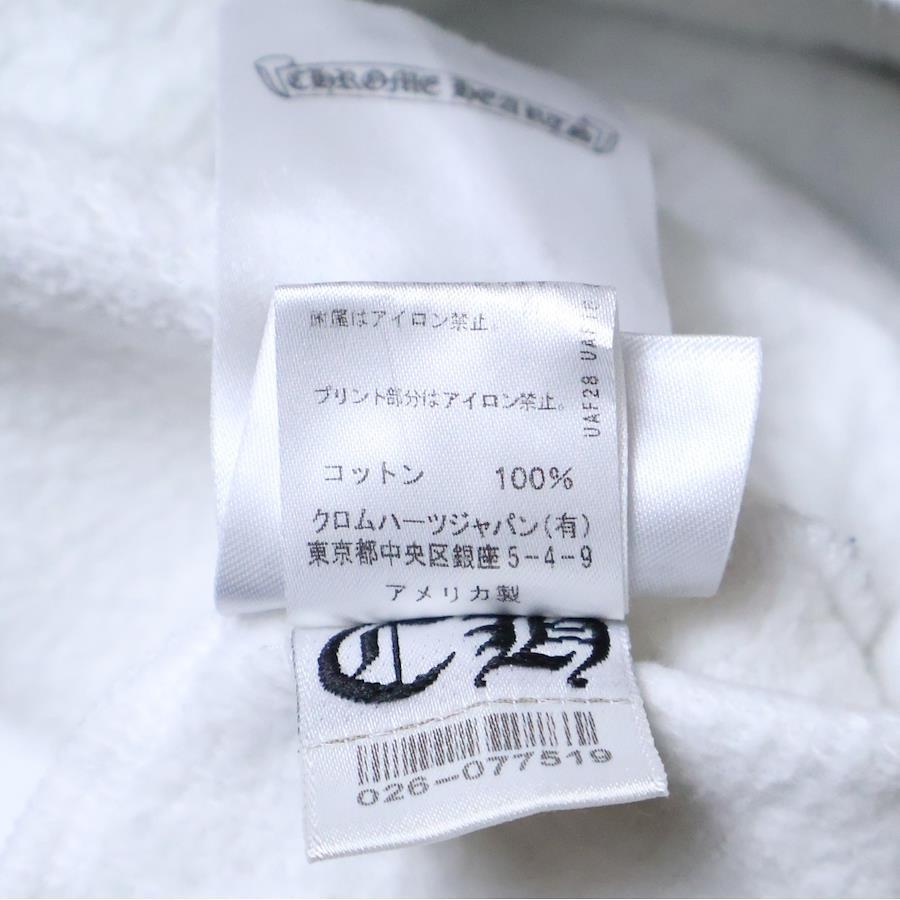 CHROME HEARTS
附属はアイロン禁止。
プリント部分はアイロン禁止。
コットン 100%
クロムハーツジャパン(有)
東京都中央区銀座5-4-9
アメリカ製
UAF28
CH
026-077519